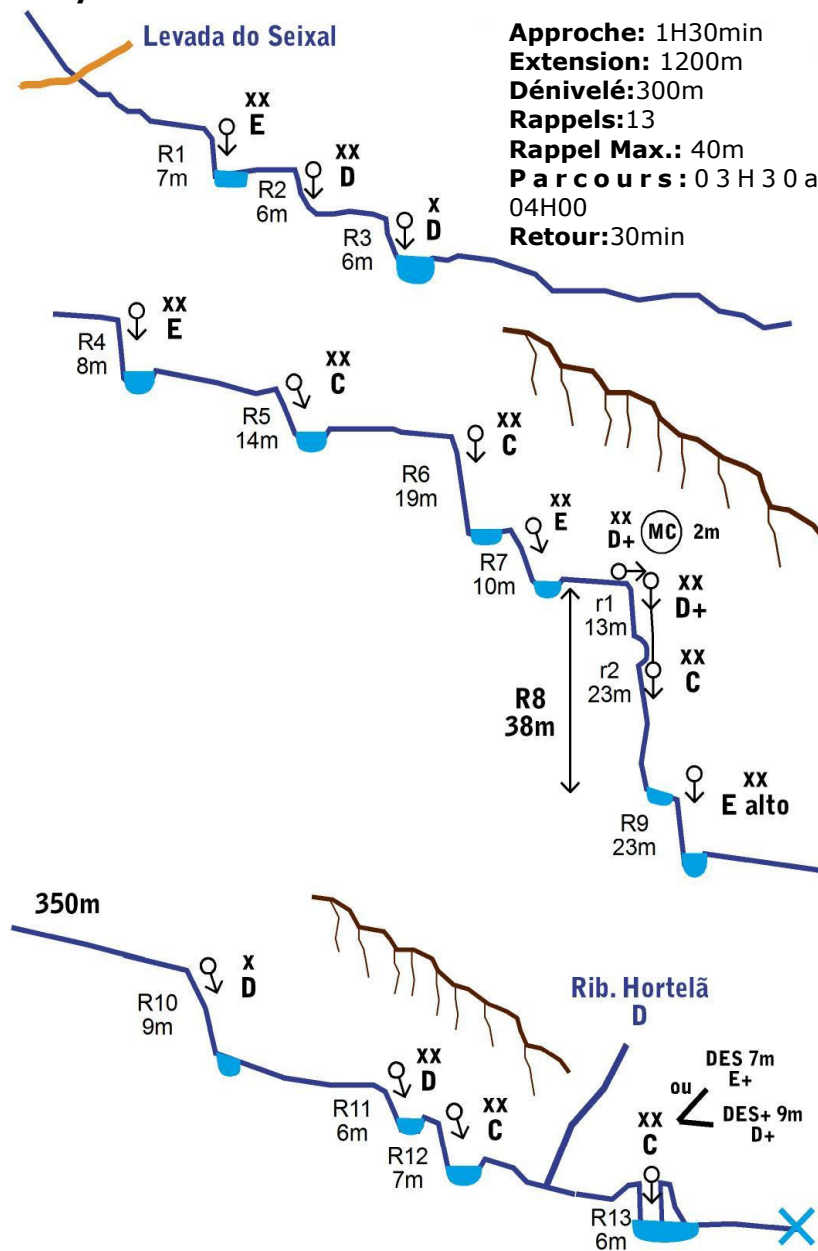 Levada do Seixal
Approche: 1H30min
Extension: 1200m
Dénivelé:300m
Rappels:13
Rappel Max.: 40m
Parcours: 03H30 a
04H00
Retour:30min
xx
E
R1
7m
xx
D
R2
6m
x
D
R3
6m
xx
E
R4
8m
xx
C
R5
14m
xx
C
R6
19m
xx
E
R7
10m
xx
D+
MC
2m
xx
D+
r1
13m
xx
C
r2
23m
R8
38m
xx
E alto
R9
23m
350m
x
D
R10
9m
Rib. Hortelã
D
xx
D
R11
6m
xx
C
R12
7m
DES 7m
E+
ou
DES+ 9m
D+
xx
C
R13
6m